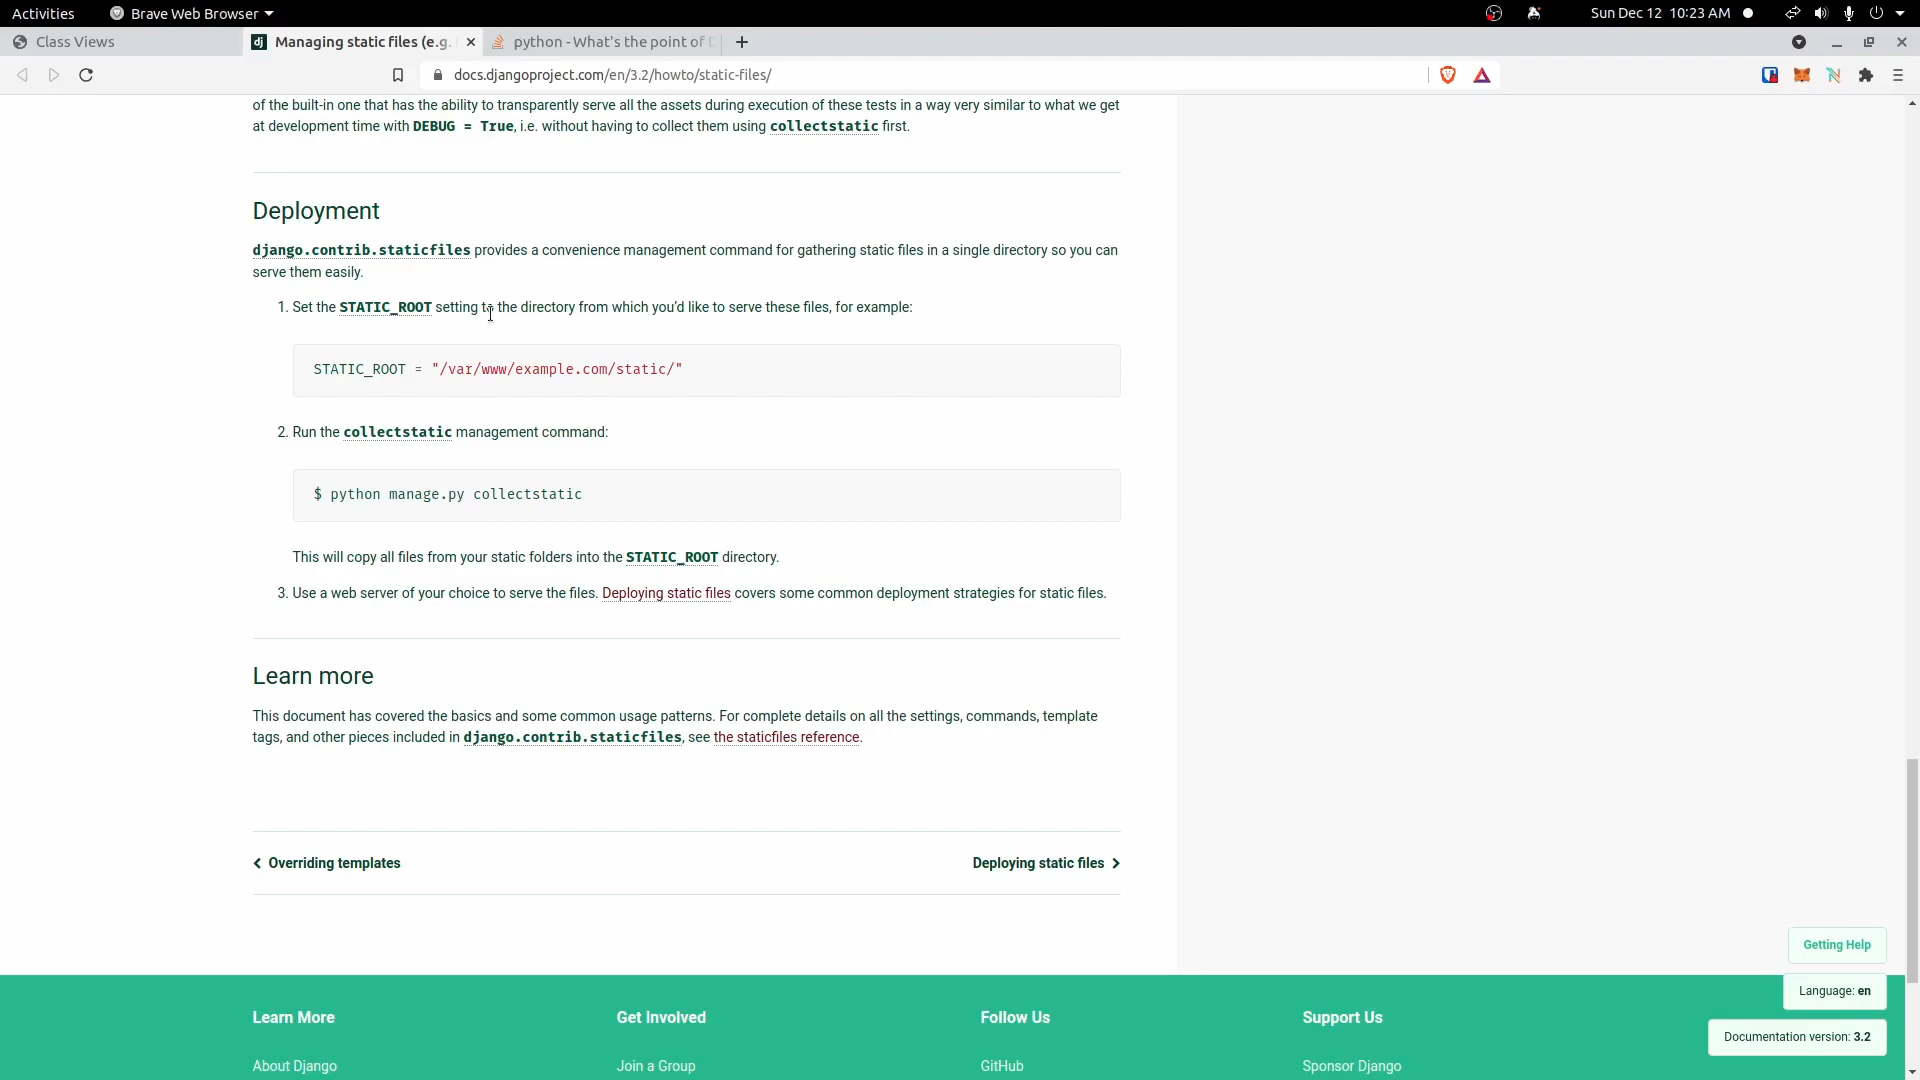 Activities
Brave Web Browser
Sun Dec 12 10:23 AM
Class Views
dj Managing static files (e.g.
python - What's the point of D
docs.djangoproject.com/en/3.2/howto/static-files/
of the built-in one that has the ability to transparently serve all the assets during execution of these tests in a way very similar to what we get
at development time with DEBUG = True, i.e. without having to collect them using collectstatic first.
Deployment
django.contrib.staticfiles provides a convenience management command for gathering static files in a single directory so you can
serve them easily.
1. Set the STATIC_ROOT setting to the directory from which you’d like to serve these files, for example:
STATIC_ROOT = "/var/www/example.com/static/"
2. Run the collectstatic management command:
$ python manage.py collectstatic
This will copy all files from your static folders into the STATIC_ROOT directory.
3. Use a web server of your choice to serve the files. Deploying static files covers some common deployment strategies for static files.
Learn more
This document has covered the basics and some common usage patterns. For complete details on all the settings, commands, template
tags, and other pieces included in django.contrib.staticfiles, see the staticfiles reference.
Overriding templates
Deploying static files
Getting Help
Language: en
Documentation version: 3.2
Learn More
Get Involved
Follow Us
Support Us
About Django
Join a Group
GitHub
Sponsor Django